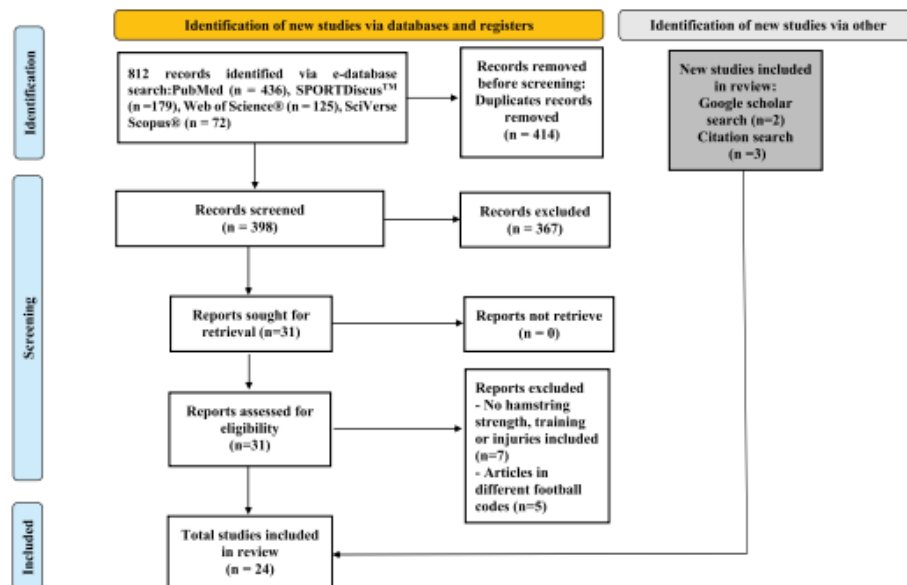 Identification of new studies via databases and registers
Identification of new studies via other
Identification
812 records identified via e-database
search:PubMed (n = 436), SPORTDiscus™
(n =179), Web of Science® (n = 125), SciVerse
Scopus® (n = 72)
Records removed
before screening:
Duplicates records
removed
(n = 414)
New studies included
in review:
Google scholar
search (n=2)
Citation search
(n =3)
Screening
Records screened
(n = 398)
Records excluded
(n = 367)
Reports sought for
retrieval (n=31)
Reports not retrieve
(n = 0)
Reports assessed for
eligibility
(n=31)
Reports excluded
- No hamstring
strength, training
or injuries included
(n=7)
- Articles in
different football
codes (n=5)
Included
Total studies included
in review
n = 24)